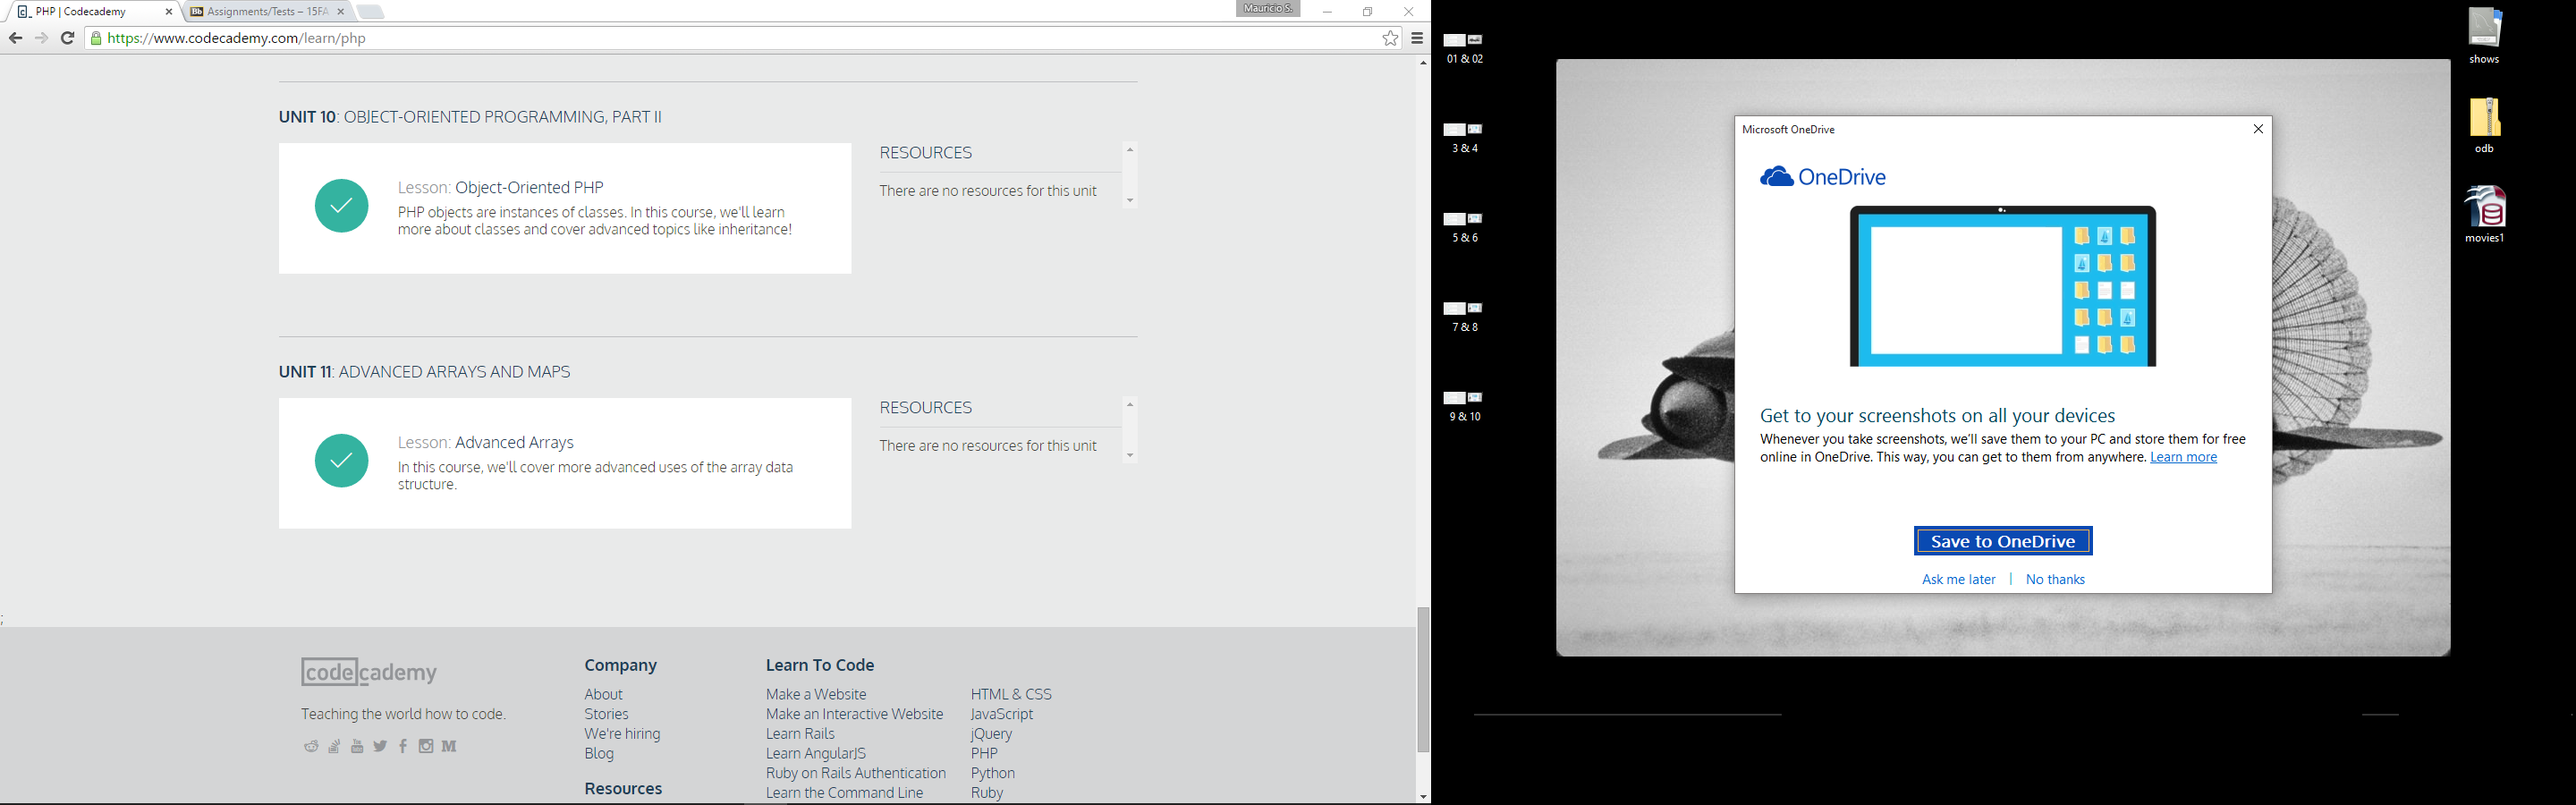 PHP | Codecademy
Assignments/Tests – 15FA
Mauricio S.
https://www.codecademy.com/learn/php
UNIT 10: OBJECT-ORIENTED PROGRAMMING, PART II
Lesson: Object-Oriented PHP
PHP objects are instances of classes. In this course, we'll learn
more about classes and cover advanced topics like inheritance!
RESOURCES
There are no resources for this unit
UNIT 11: ADVANCED ARRAYS AND MAPS
Lesson: Advanced Arrays
In this course, we'll cover more advanced uses of the array data
structure.
RESOURCES
There are no resources for this unit
;
codecademy
Teaching the world how to code.
Company
About
Stories
We're hiring
Blog
Resources
Learn To Code
Make a Website
Make an Interactive Website
Learn Rails
Learn AngularJS
Ruby on Rails Authentication
Learn the Command Line
HTML & CSS
JavaScript
jQuery
PHP
Python
Ruby
01 & 02
3 & 4
5 & 6
7 & 8
9 & 10
Microsoft OneDrive
OneDrive
Get to your screenshots on all your devices
Whenever you take screenshots, we'll save them to your PC and store them for free
online in OneDrive. This way, you can get to them from anywhere. Learn more
Save to OneDrive
Ask me later | No thanks
shows
odb
movies1